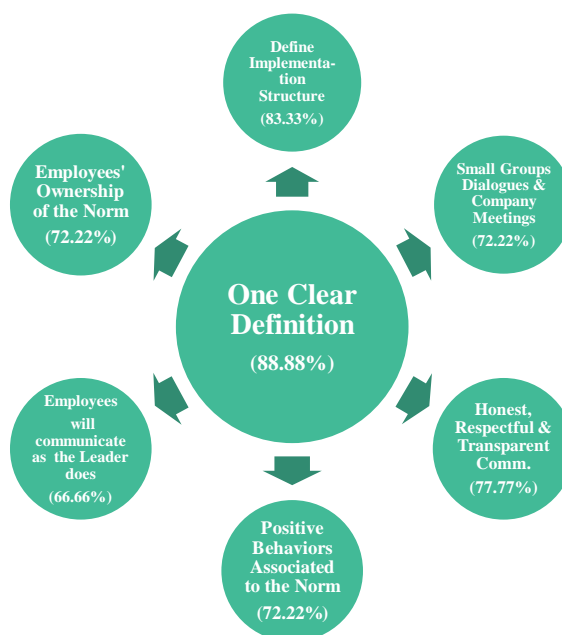 Define
Implementa-
tion
Structure
(83.33%)
Employees'
Ownership
of the Norm
(72.22%)
Small Groups
Dialogues &
Company
Meetings
(72.22%)
One Clear
Definition
(88.88%)
Employees
will
communicate
as the Leader
does
(66.66%)
Honest,
Respectful &
Transparent
Comm.
(77.77%)
Positive
Behaviors
Associated
to the Norm
(72.22%)